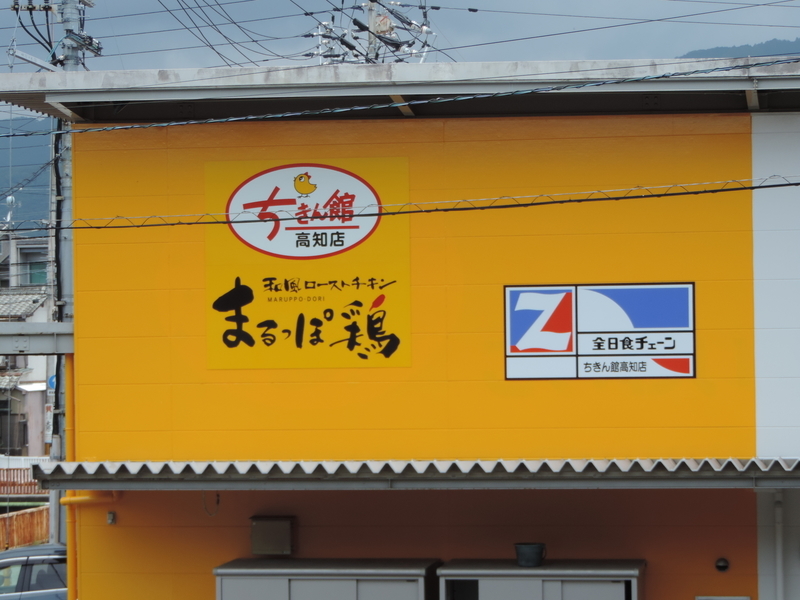 ちきん館
高知店
和風ローストチキン
MARUPPO-DORI
まるっぽ鶏
Z
全日食チェーン
ちきん館高知店